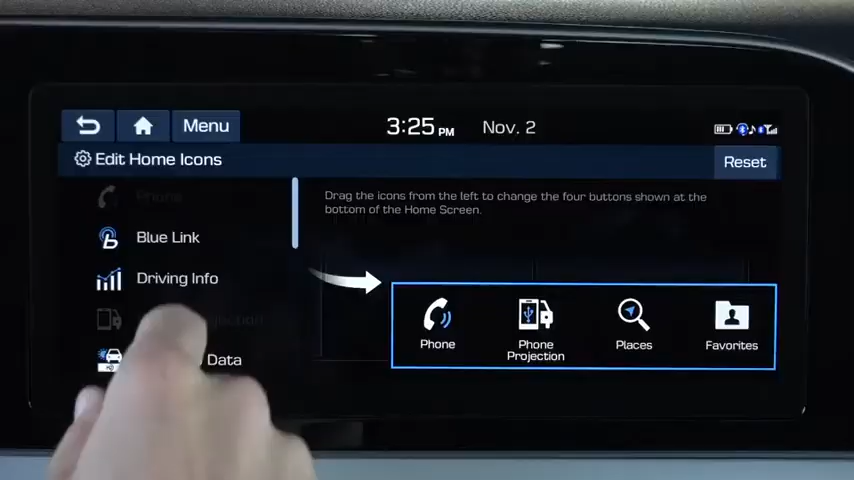 Menu
3:25 PM
Nov. 2
Edit Home Icons
Reset
Phone
Blue Link
Driving Info
Data
Drag the icons from the left to change the four buttons shown at the
bottom of the Home Screen.
Phone
Phone
Projection
Places
Favorites